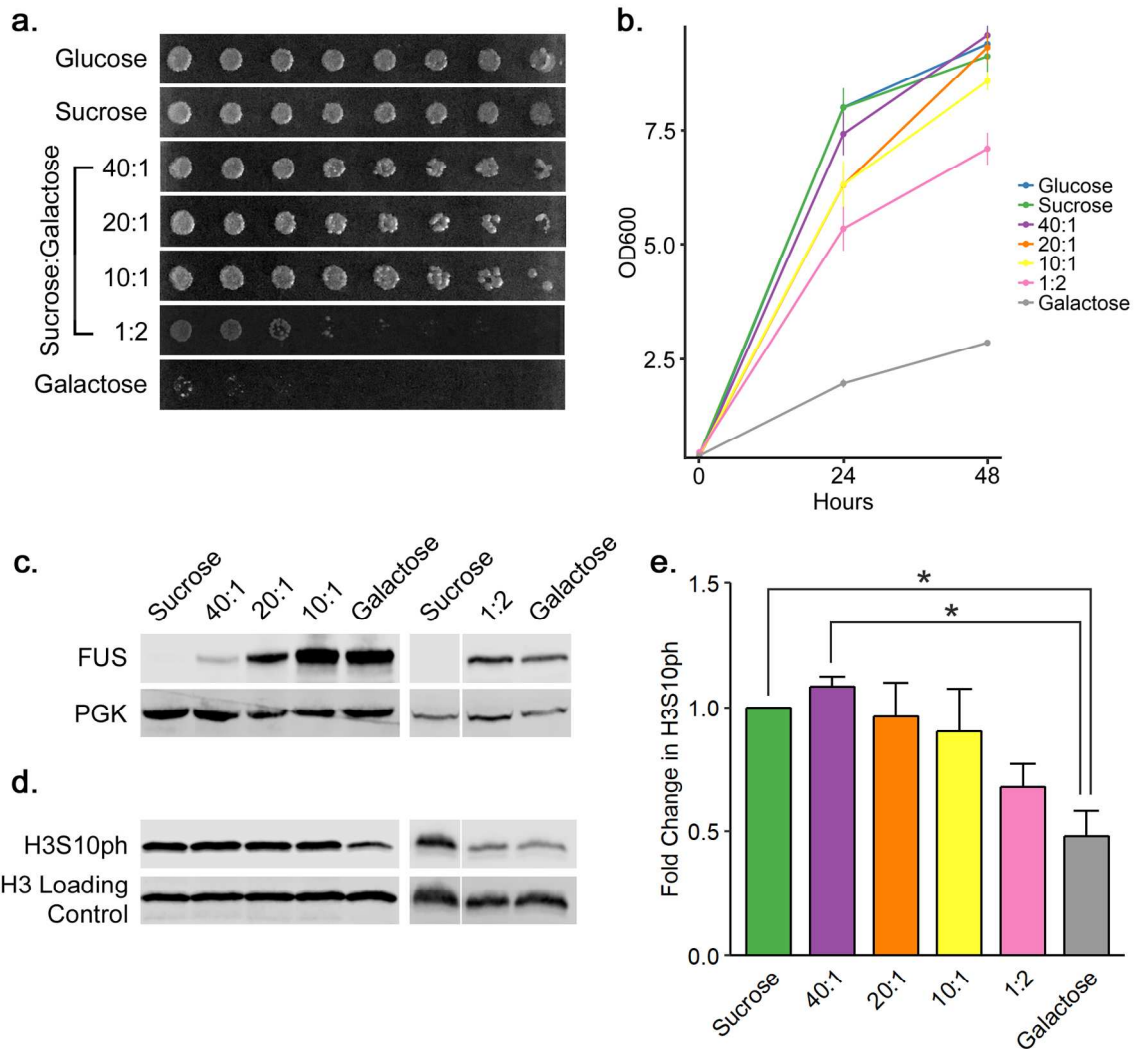 a.
Glucose
Sucrose
Sucrose:Galactose
40:1
20:1
10:1
1:2
Galactose
b.
7.5
5.0
2.5
OD600
0 24 48
Hours
Glucose
Sucrose
40:1
20:1
10:1
1:2
Galactose
c.
Sucrose 40:1 20:1 10:1 Galactose Sucrose 1:2 Galactose
FUS
PGK
d.
H3S10ph
H3 Loading
Control
e.
Fold Change in H3S10ph
1.5
1.0
0.5
0.0
* 
*
Sucrose 40:1 20:1 10:1 1:2 Galactose